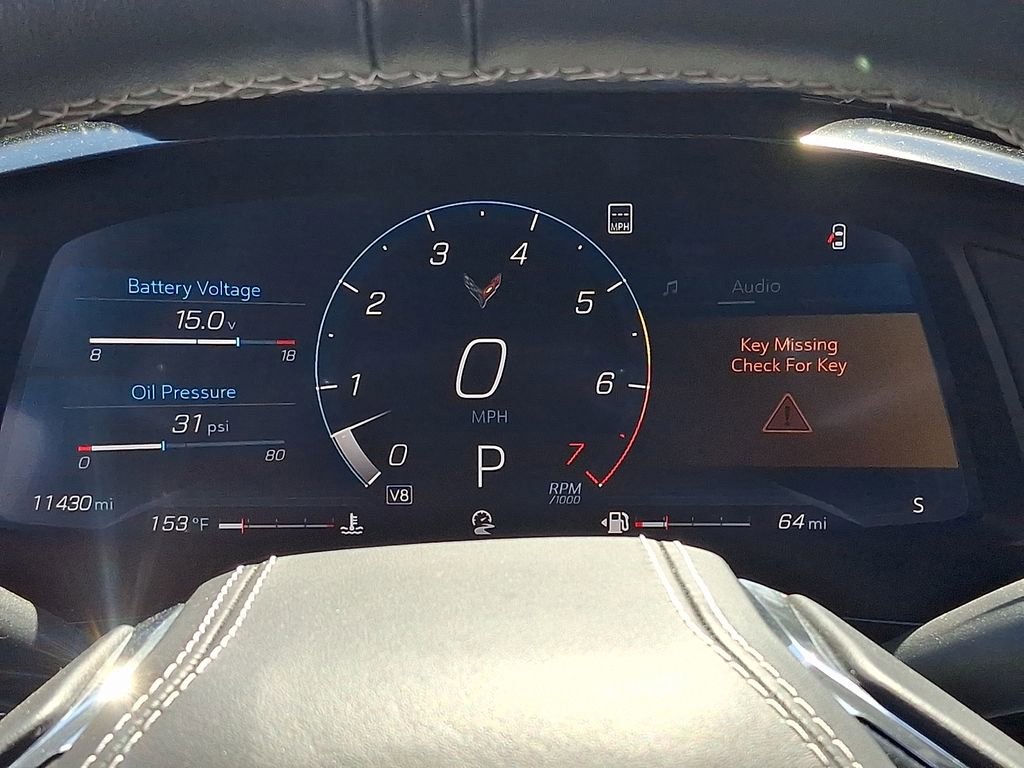 Battery Voltage
15.0 v
8 18
Oil Pressure
31 psi
0 80
11430 mi
153 °F
0 1 2 3 4 5 6 7
0
MPH
P
V8
RPM
/1000
--- MPH
Audio
Key Missing
Check For Key
!
S
64 mi